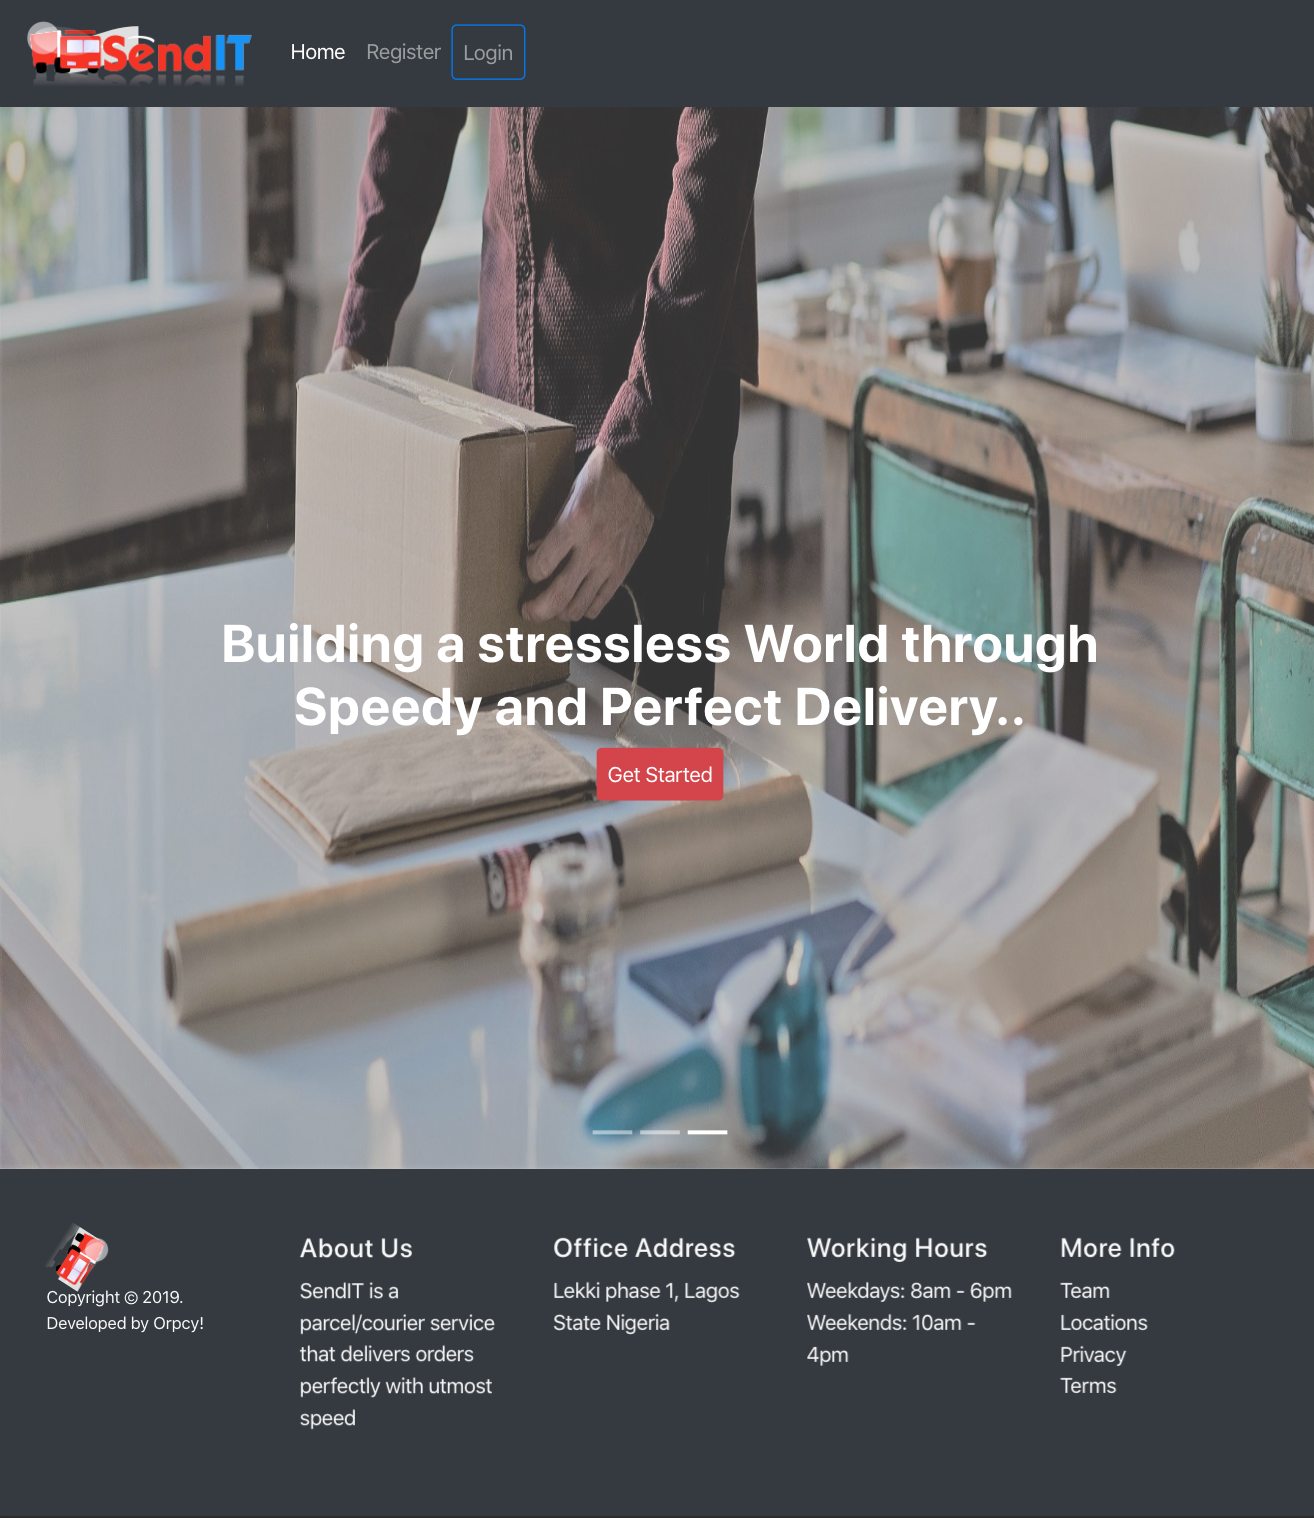 SendIT
Home Register Login
Building a stressless World through
Speedy and Perfect Delivery..
Get Started
Copyright © 2019.
Developed by Orpcy!
About Us
SendIT is a
parcel/courier service
that delivers orders
perfectly with utmost
speed
Office Address
Lekki phase 1, Lagos
State Nigeria
Working Hours
Weekdays: 8am - 6pm
Weekends: 10am -
4pm
More Info
Team
Locations
Privacy
Terms